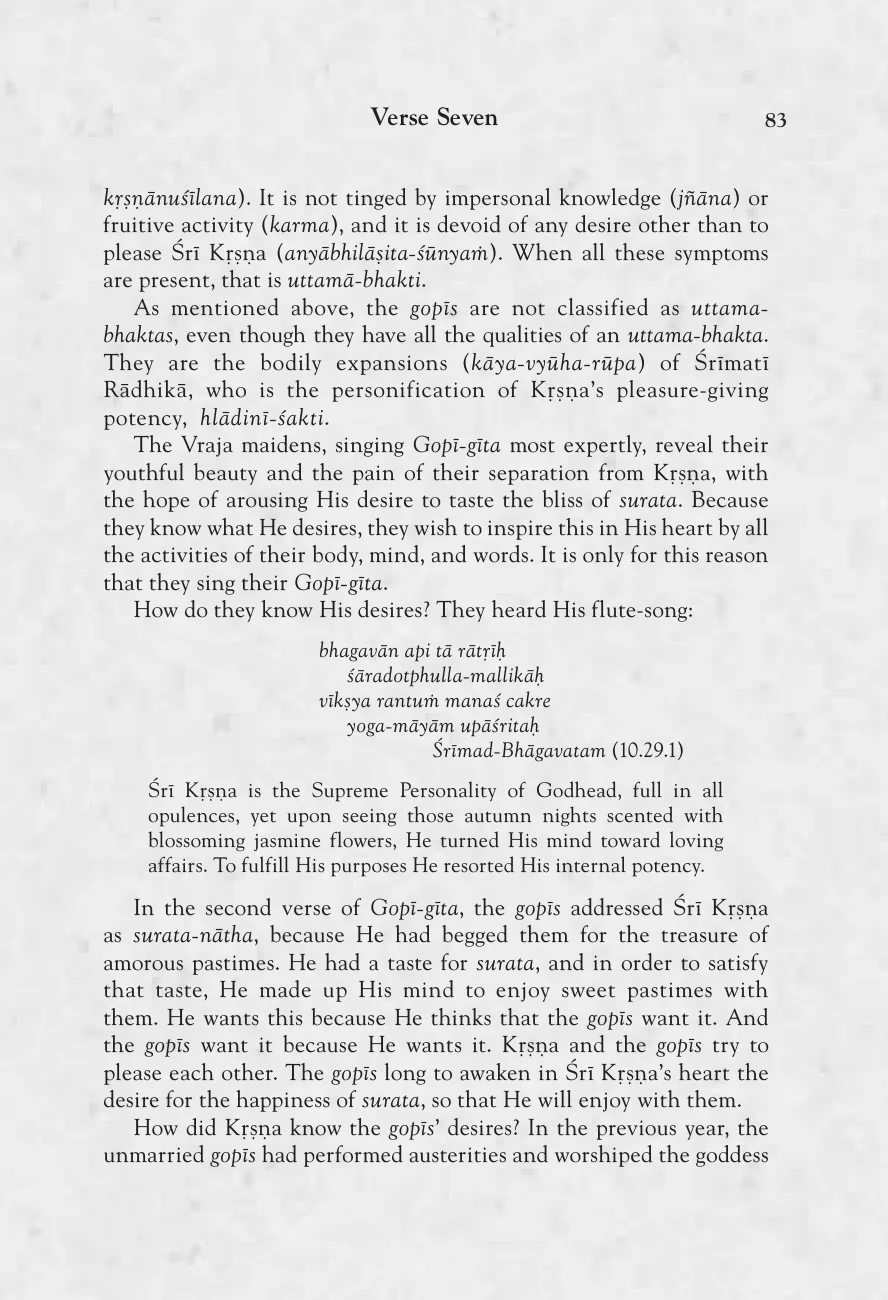 Verse Seven 83
kṛṣṇānuśīlana). It is not tinged by impersonal knowledge (jñāna) or
fruitive activity (karma), and it is devoid of any desire other than to
please Śrī Kṛṣṇa (anyābhilāṣita-śūnyaṁ). When all these symptoms
are present, that is uttamā-bhakti.
As mentioned above, the gopīs are not classified as uttama-
bhaktas, even though they have all the qualities of an uttama-bhakta.
They are the bodily expansions (kāya-vyūha-rūpa) of Śrīmatī
Rādhikā, who is the personification of Kṛṣṇa’s pleasure-giving
potency, hlādinī-śakti.
The Vraja maidens, singing Gopī-gīta most expertly, reveal their
youthful beauty and the pain of their separation from Kṛṣṇa, with
the hope of arousing His desire to taste the bliss of surata. Because
they know what He desires, they wish to inspire this in His heart by all
the activities of their body, mind, and words. It is only for this reason
that they sing their Gopī-gīta.
How do they know His desires? They heard His flute-song:
bhagavān api tā rātṛīḥ
śāradotphulla-mallikāḥ
vīkṣya rantuṁ manaś cakre
yoga-māyām upāśritaḥ
Śrīmad-Bhāgavatam (10.29.1)
Śrī Kṛṣṇa is the Supreme Personality of Godhead, full in all
opulences, yet upon seeing those autumn nights scented with
blossoming jasmine flowers, He turned His mind toward loving
affairs. To fulfill His purposes He resorted His internal potency.
In the second verse of Gopī-gīta, the gopīs addressed Śrī Kṛṣṇa
as surata-nātha, because He had begged them for the treasure of
amorous pastimes. He had a taste for surata, and in order to satisfy
that taste, He made up His mind to enjoy sweet pastimes with
them. He wants this because He thinks that the gopīs want it. And
the gopīs want it because He wants it. Kṛṣṇa and the gopīs try to
please each other. The gopīs long to awaken in Śrī Kṛṣṇa’s heart the
desire for the happiness of surata, so that He will enjoy with them.
How did Kṛṣṇa know the gopīs’ desires? In the previous year, the
unmarried gopīs had performed austerities and worshiped the goddess